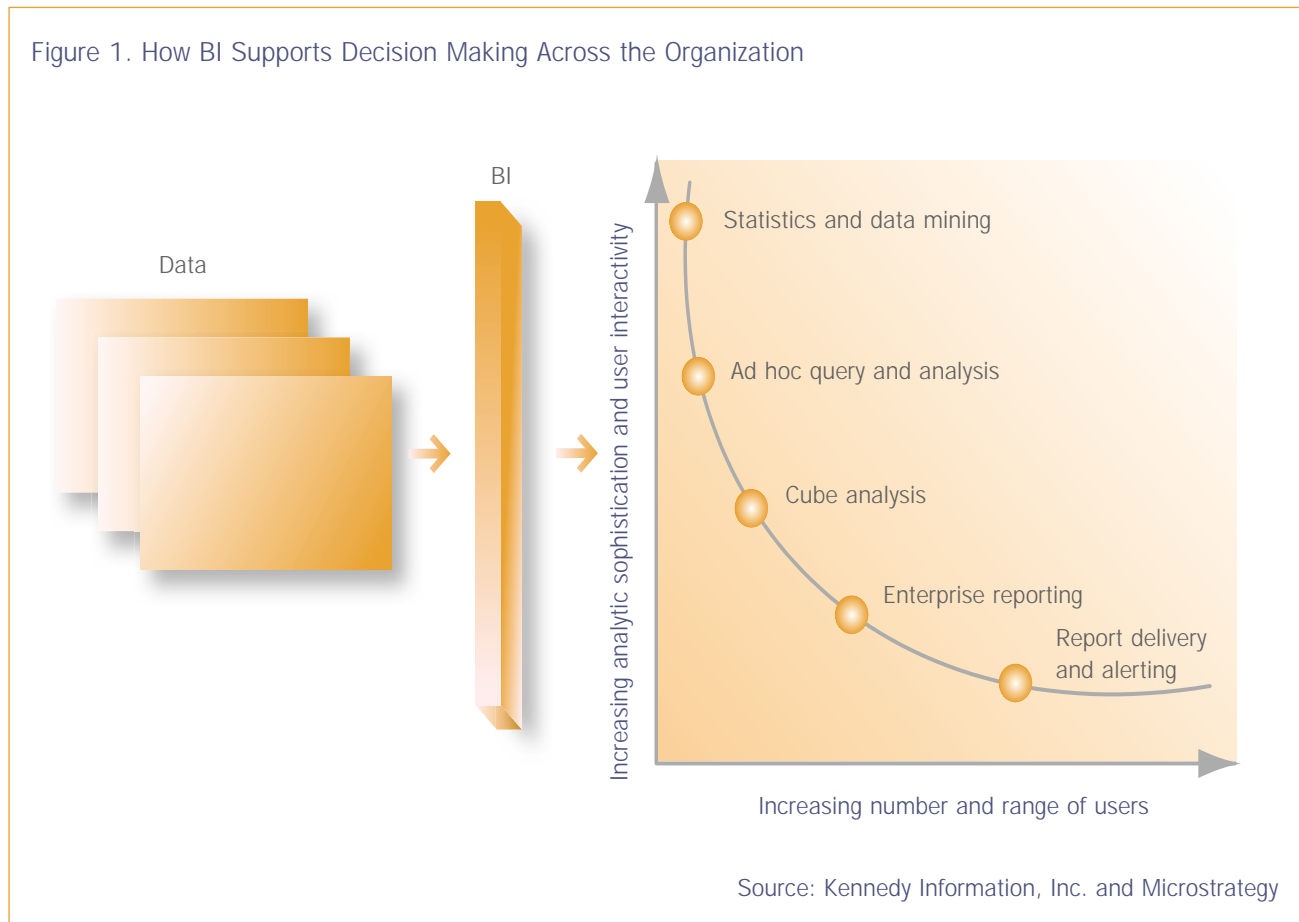 Figure 1. How BI Supports Decision Making Across the Organization
Data
BI
Increasing analytic sophistication and user interactivity
Statistics and data mining
Ad hoc query and analysis
Cube analysis
Enterprise reporting
Report delivery
and alerting
Increasing number and range of users
Source: Kennedy Information, Inc. and Microstrategy